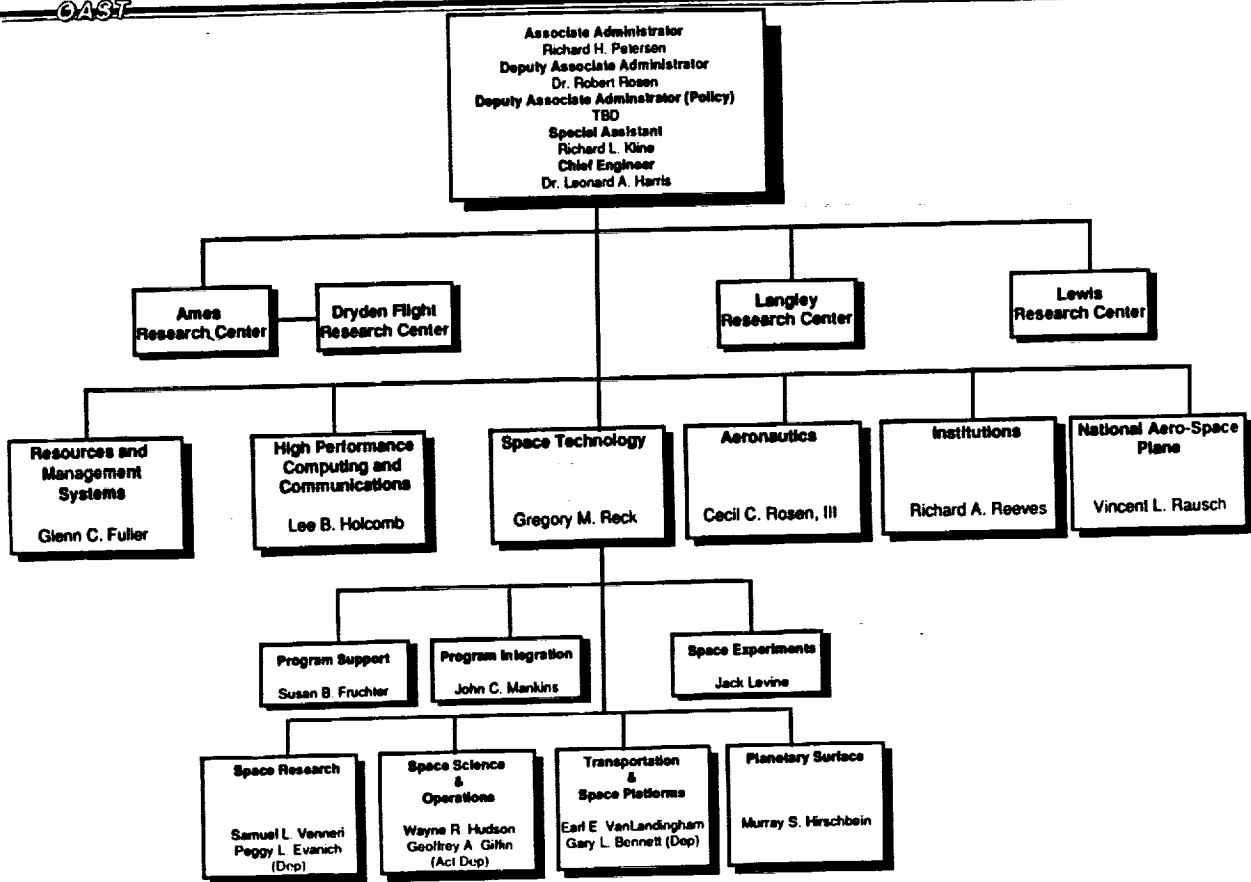 OAST
Associate Administrator
Richard H. Petersen
Deputy Associate Administrator
Dr. Robert Rosen
Deputy Associate Adminstrator (Policy)
TBD
Special Assistant
Richard L. Kline
Chief Engineer
Dr. Leonard A. Harris
Ames
Research Center
Dryden Flight
Research Center
Langley
Research Center
Lewis
Research Center
Resources and
Management
Systems
Glenn C. Fuller
High Performance
Computing and
Communications
Lee B. Holcomb
Space Technology
Gregory M. Reck
Aeronautics
Cecil C. Rosen, III
Institutions
Richard A. Reeves
National Aero-Space
Plane
Vincent L. Rausch
Program Support
Susan B. Fruchter
Program Integration
John C. Mankins
Space Experiments
Jack Levine
Space Research
Samuel L. Venneri
Peggy L. Evanich
(Dep)
Space Science
&
Operations
Wayne R. Hudson
Geoffrey A. Giffin
(Act Dep)
Transportation
&
Space Platforms
Earl E. VanLandingham
Gary L. Bennett (Dep)
Planetary Surface
Murray S. Hirschbein